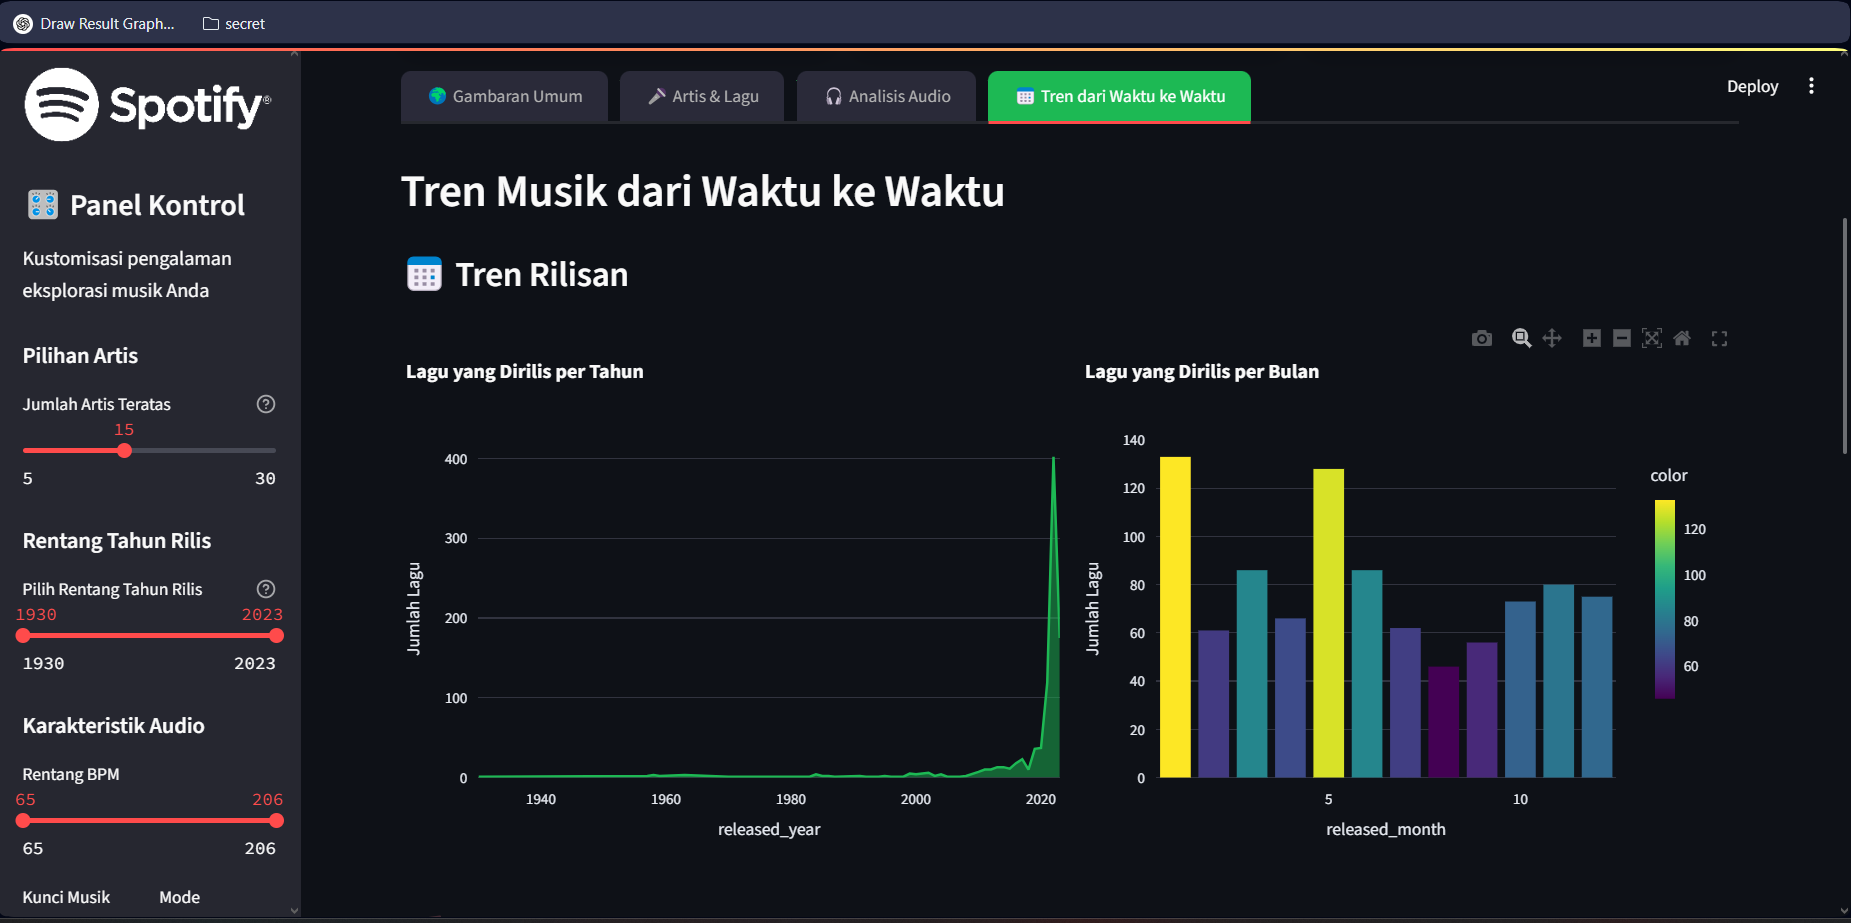 Draw Result Graph...
secret
Spotify®
Panel Kontrol
Kustomisasi pengalaman
eksplorasi musik Anda
Pilihan Artis
Jumlah Artis Teratas
15
5 30
Rentang Tahun Rilis
Pilih Rentang Tahun Rilis
1930 2023
1930 2023
Karakteristik Audio
Rentang BPM
65 206
65 206
Kunci Musik Mode
Gambaran Umum
Artis & Lagu
Analisis Audio
Tren dari Waktu ke Waktu
Deploy
Tren Musik dari Waktu ke Waktu
Tren Rilisan
Lagu yang Dirilis per Tahun
Jumlah Lagu
400
300
200
100
0
1940 1960 1980 2000 2020
released_year
Lagu yang Dirilis per Bulan
Jumlah Lagu
140
120
100
80
60
40
20
0
5 10
released_month
color
120
100
80
60